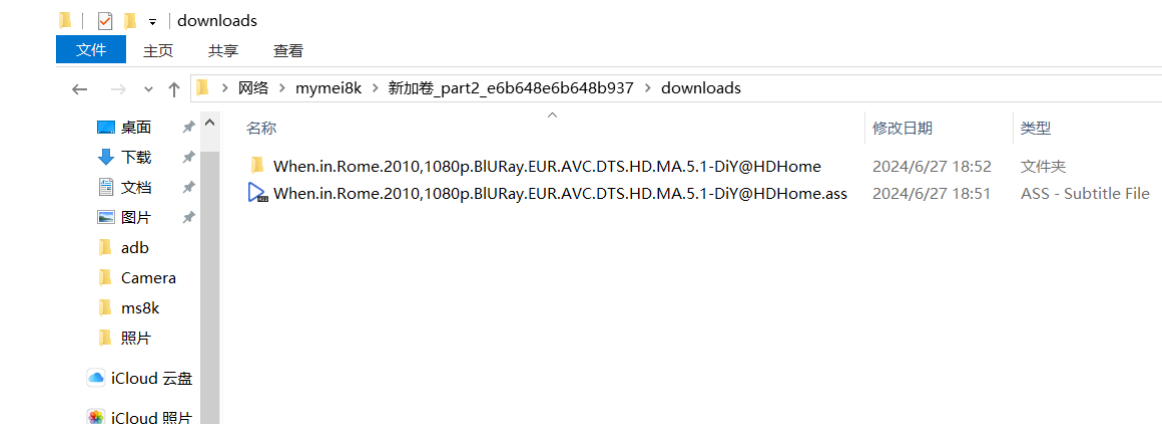 downloads
文件 主页 共享 查看
网络 mymei8k 新加卷_part2_e6b648e6b648b937 downloads
名称 修改日期 类型
桌面
下载
文档
图片
adb
Camera
ms8k
照片
iCloud 云盘
iCloud 照片
When.in.Rome.2010,1080p.BlURay.EUR.AVC.DTS.HD.MA.5.1-DiY@HDHome 2024/6/27 18:52 文件夹
When.in.Rome.2010,1080p.BlURay.EUR.AVC.DTS.HD.MA.5.1-DiY@HDHome.ass 2024/6/27 18:51 ASS - Subtitle File